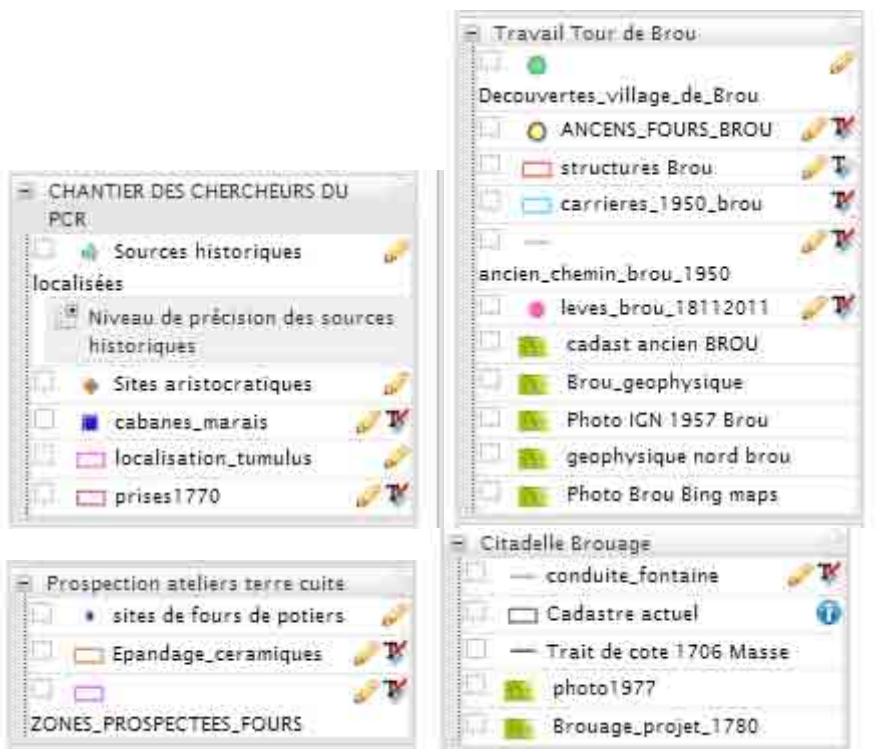 CHANTIER DES CHERCHEURS DU
PCR
Sources historiques
localisées
Niveau de précision des sources
historiques
Sites aristocratiques
cabanes_marais
localisation_tumulus
prises1770
Prospection ateliers terre cuite
sites de fours de potiers
Epandage_ceramiques
ZONES_PROSPECTEES_FOURS
Travail Tour de Brou
Decouvertes_village_de_Brou
ANCENS_FOURS_BROU
structures Brou
carrieres_1950_brou
ancien_chemin_brou_1950
leves_brou_18112011
cadast ancien BROU
Brou_geophysique
Photo IGN 1957 Brou
geophysique nord brou
Photo Brou Bing maps
Citadelle Brouage
conduite_fontaine
Cadastre actuel
Trait de cote 1706 Masse
photo1977
Brouage_projet_1780